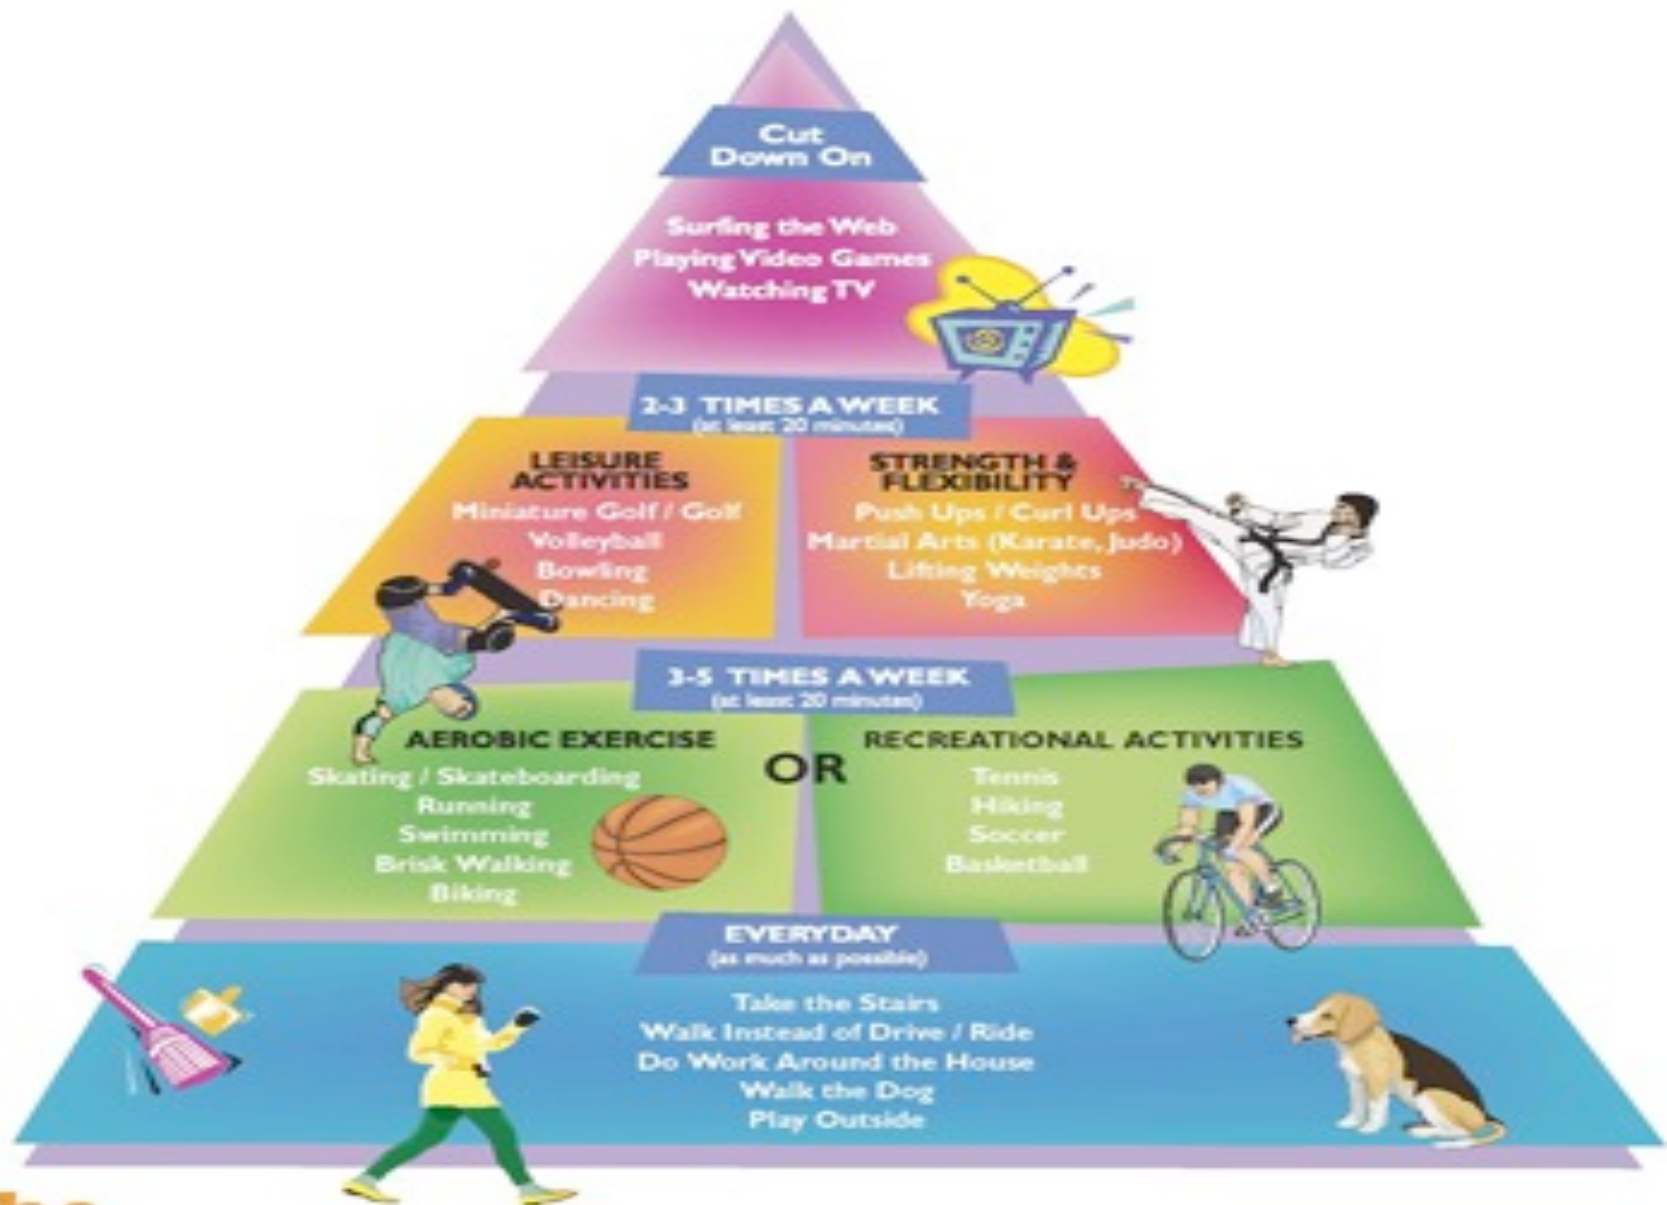 Cut
Down On
Surfing the Web
Playing Video Games
Watching TV
2-3 TIMES A WEEK
(at least 20 minutes)
LEISURE
ACTIVITIES
Miniature Golf / Golf
Volleyball
Bowling
Dancing
STRENGTH &
FLEXIBILITY
Push Ups / Curl Ups
Martial Arts (Karate, Judo)
Lifting Weights
Yoga
3-5 TIMES A WEEK
(at least 20 minutes)
AEROBIC EXERCISE
Skating / Skateboarding
Running
Swimming
Brisk Walking
Biking
OR
RECREATIONAL ACTIVITIES
Tennis
Hiking
Soccer
Basketball
EVERYDAY
(as much as possible)
Take the Stairs
Walk Instead of Drive / Ride
Do Work Around the House
Walk the Dog
Play Outside